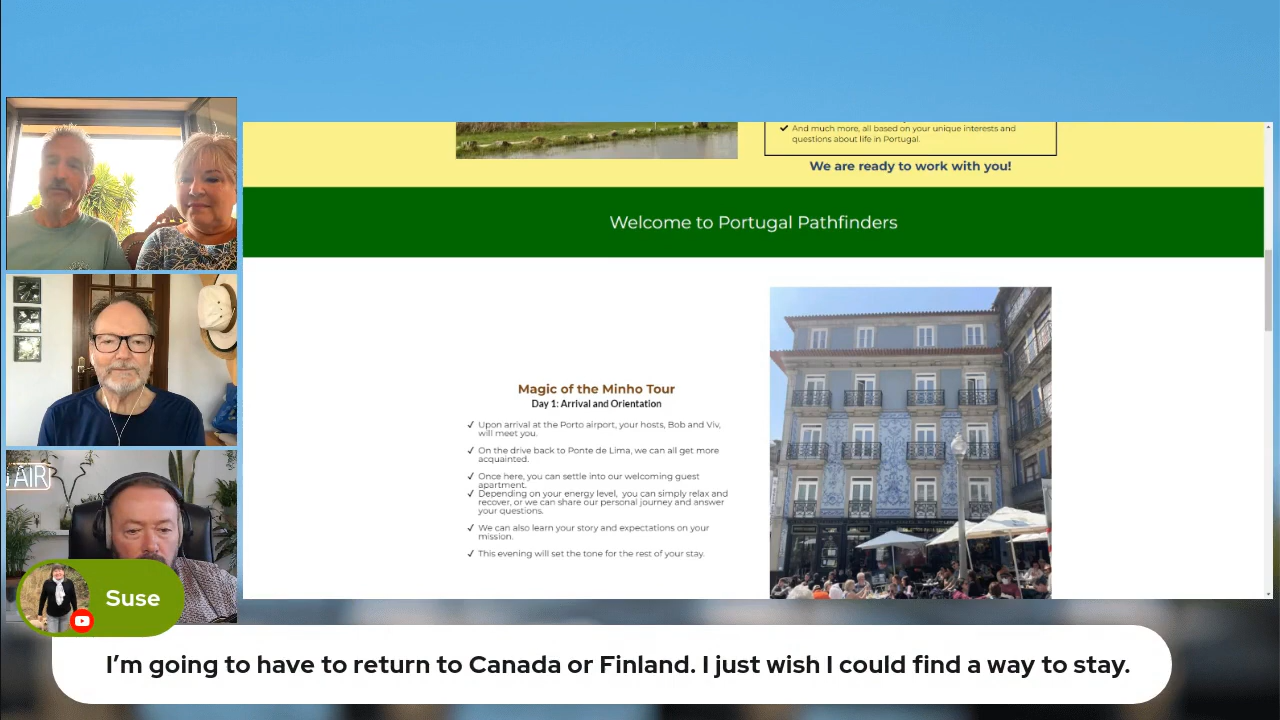 And much more, all based on your unique interests and
questions about life in Portugal.
We are ready to work with you!
Welcome to Portugal Pathfinders
Magic of the Minho Tour
Day 1: Arrival and Orientation
✓ Upon arrival at the Porto airport, your hosts, Bob and Viv,
will meet you.
✓ On the drive back to Ponte de Lima, we can all get more
acquainted.
✓ Once here, you can settle into our welcoming guest
apartment.
✓ Depending on your energy level, you can simply relax and
recover, or we can share our personal journey and answer
your questions.
✓ We can also learn your story and expectations on your
mission.
✓ This evening will set the tone for the rest of your stay.
AIR
Suse
I'm going to have to return to Canada or Finland. I just wish I could find a way to stay.